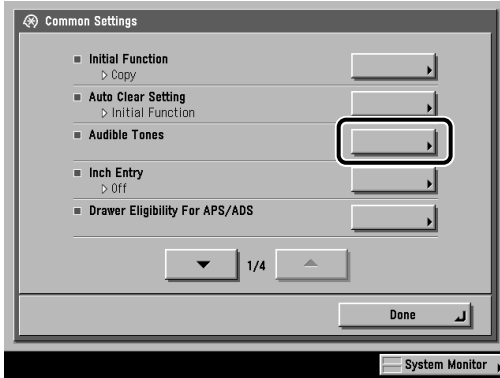 Common Settings
Initial Function
Copy
Auto Clear Setting
Initial Function
Audible Tones
Inch Entry
Off
Drawer Eligibility For APS/ADS
1/4
Done
System Monitor